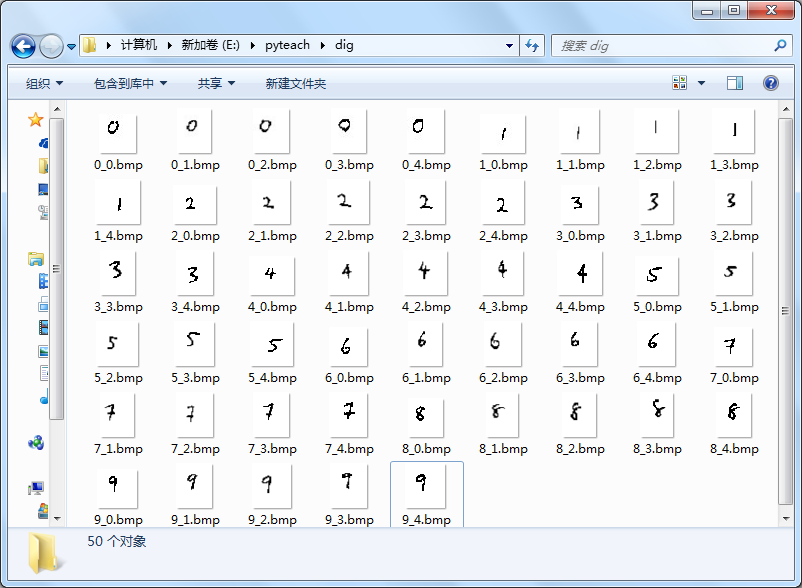 计算机 新加卷 (E:) pyteach dig 搜索 dig
组织 包含到库中 共享 新建文件夹
0 0 0 0 0 1 1 1 1
0_0.bmp 0_1.bmp 0_2.bmp 0_3.bmp 0_4.bmp 1_0.bmp 1_1.bmp 1_2.bmp 1_3.bmp
1 2 2 2 2 2 3 3 3
1_4.bmp 2_0.bmp 2_1.bmp 2_2.bmp 2_3.bmp 2_4.bmp 3_0.bmp 3_1.bmp 3_2.bmp
3 3 4 4 4 4 4 5 5
3_3.bmp 3_4.bmp 4_0.bmp 4_1.bmp 4_2.bmp 4_3.bmp 4_4.bmp 5_0.bmp 5_1.bmp
5 5 5 6 6 6 6 6 7
5_2.bmp 5_3.bmp 5_4.bmp 6_0.bmp 6_1.bmp 6_2.bmp 6_3.bmp 6_4.bmp 7_0.bmp
7 7 7 7 8 8 8 8 8
7_1.bmp 7_2.bmp 7_3.bmp 7_4.bmp 8_0.bmp 8_1.bmp 8_2.bmp 8_3.bmp 8_4.bmp
9 9 9 9 9
9_0.bmp 9_1.bmp 9_2.bmp 9_3.bmp 9_4.bmp
50 个对象